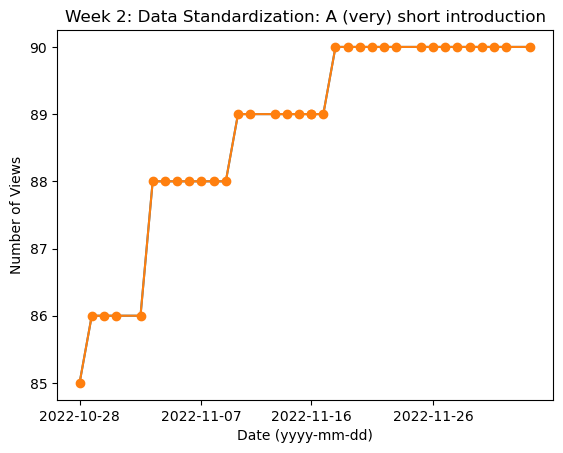 Week 2: Data Standardization: A (very) short introduction
90
89
88
87
86
85
Number of Views
2022-10-28 2022-11-07 2022-11-16 2022-11-26
Date (yyyy-mm-dd)